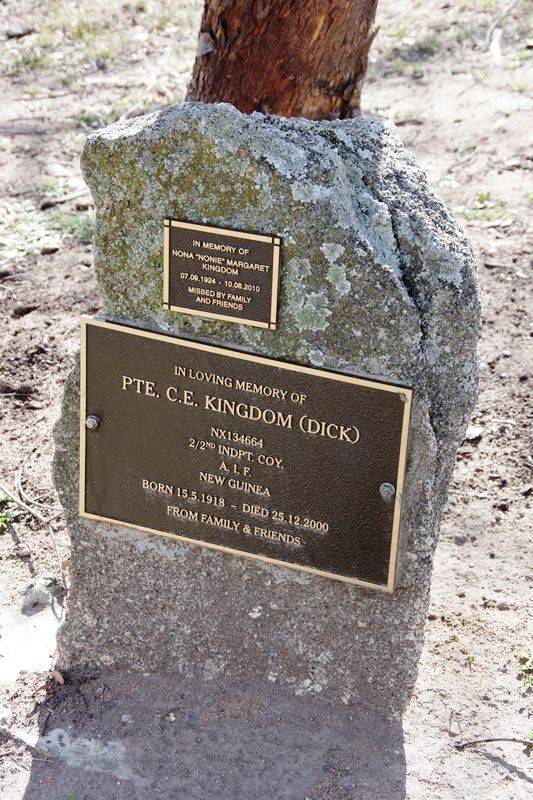 IN MEMORY OF
NONA "NONIE" MARGARET
KINGDOM
07.09.1924 - 10.08.2010
MISSED BY FAMILY
AND FRIENDS
IN LOVING MEMORY OF
PTE. C.E. KINGDOM (DICK)
NX134664
2/2ND INDPT. COY.
A. I. F.
NEW GUINEA
BORN 15.5.1918 ~ DIED 25.12.2000
FROM FAMILY & FRIENDS